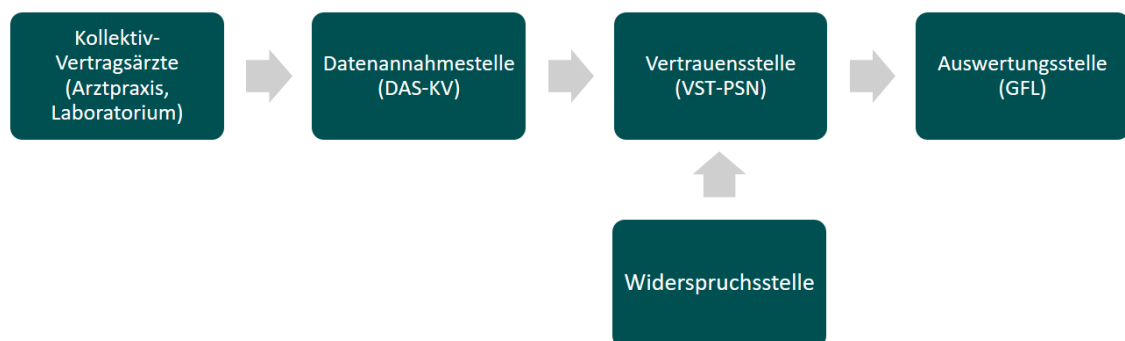 Kollektiv-
Vertragsärzte
(Arztpraxis,
Laboratorium)
Datenannahmestelle
(DAS-KV)
Vertrauensstelle
(VST-PSN)
Auswertungsstelle
(GFL)
Widerspruchsstelle